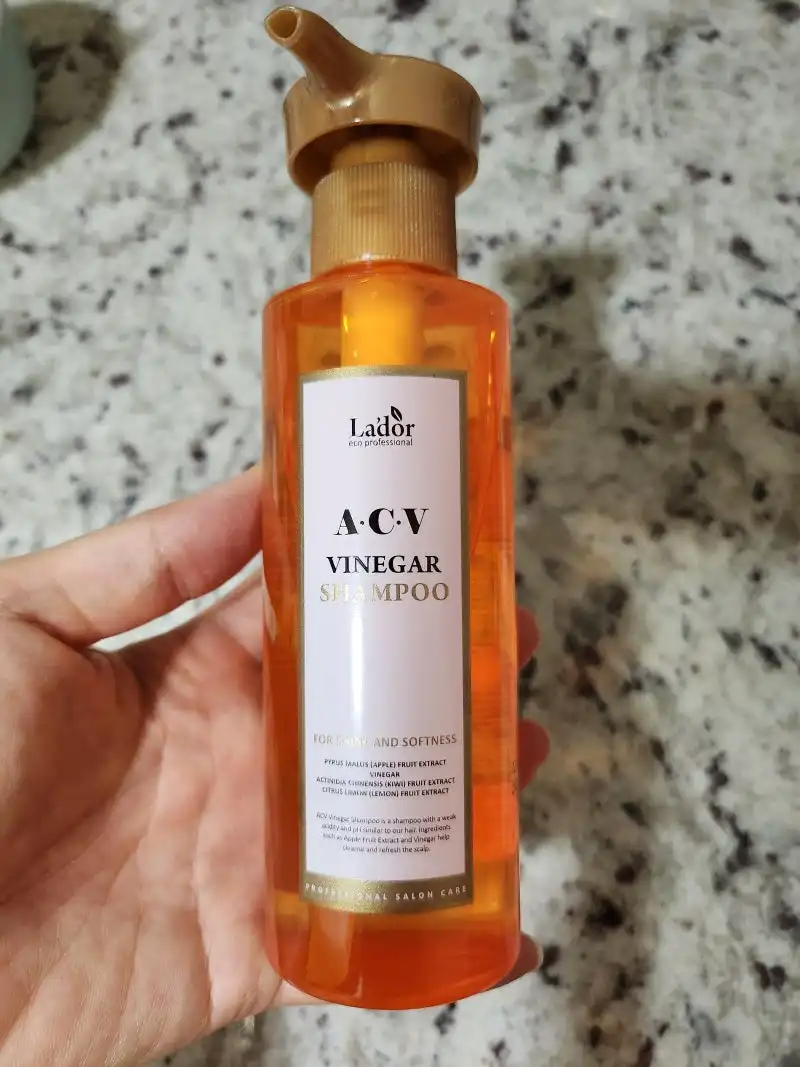 La'dor
eco professional
A·C·V
VINEGAR
SHAMPOO
FOR SHINE AND SOFTNESS
PYRUS MALUS (APPLE) FRUIT EXTRACT
VINEGAR
ACTINIDIA CHINENSIS (KIWI) FRUIT EXTRACT
CITRUS LIMON (LEMON) FRUIT EXTRACT
ACV Vinegar Shampoo is a shampoo with a weak
acidity and pH similar to our hair. Ingredients
such as Apple Fruit Extract and Vinegar help
cleanse and refresh the scalp.
PROFESSIONAL SALON CARE